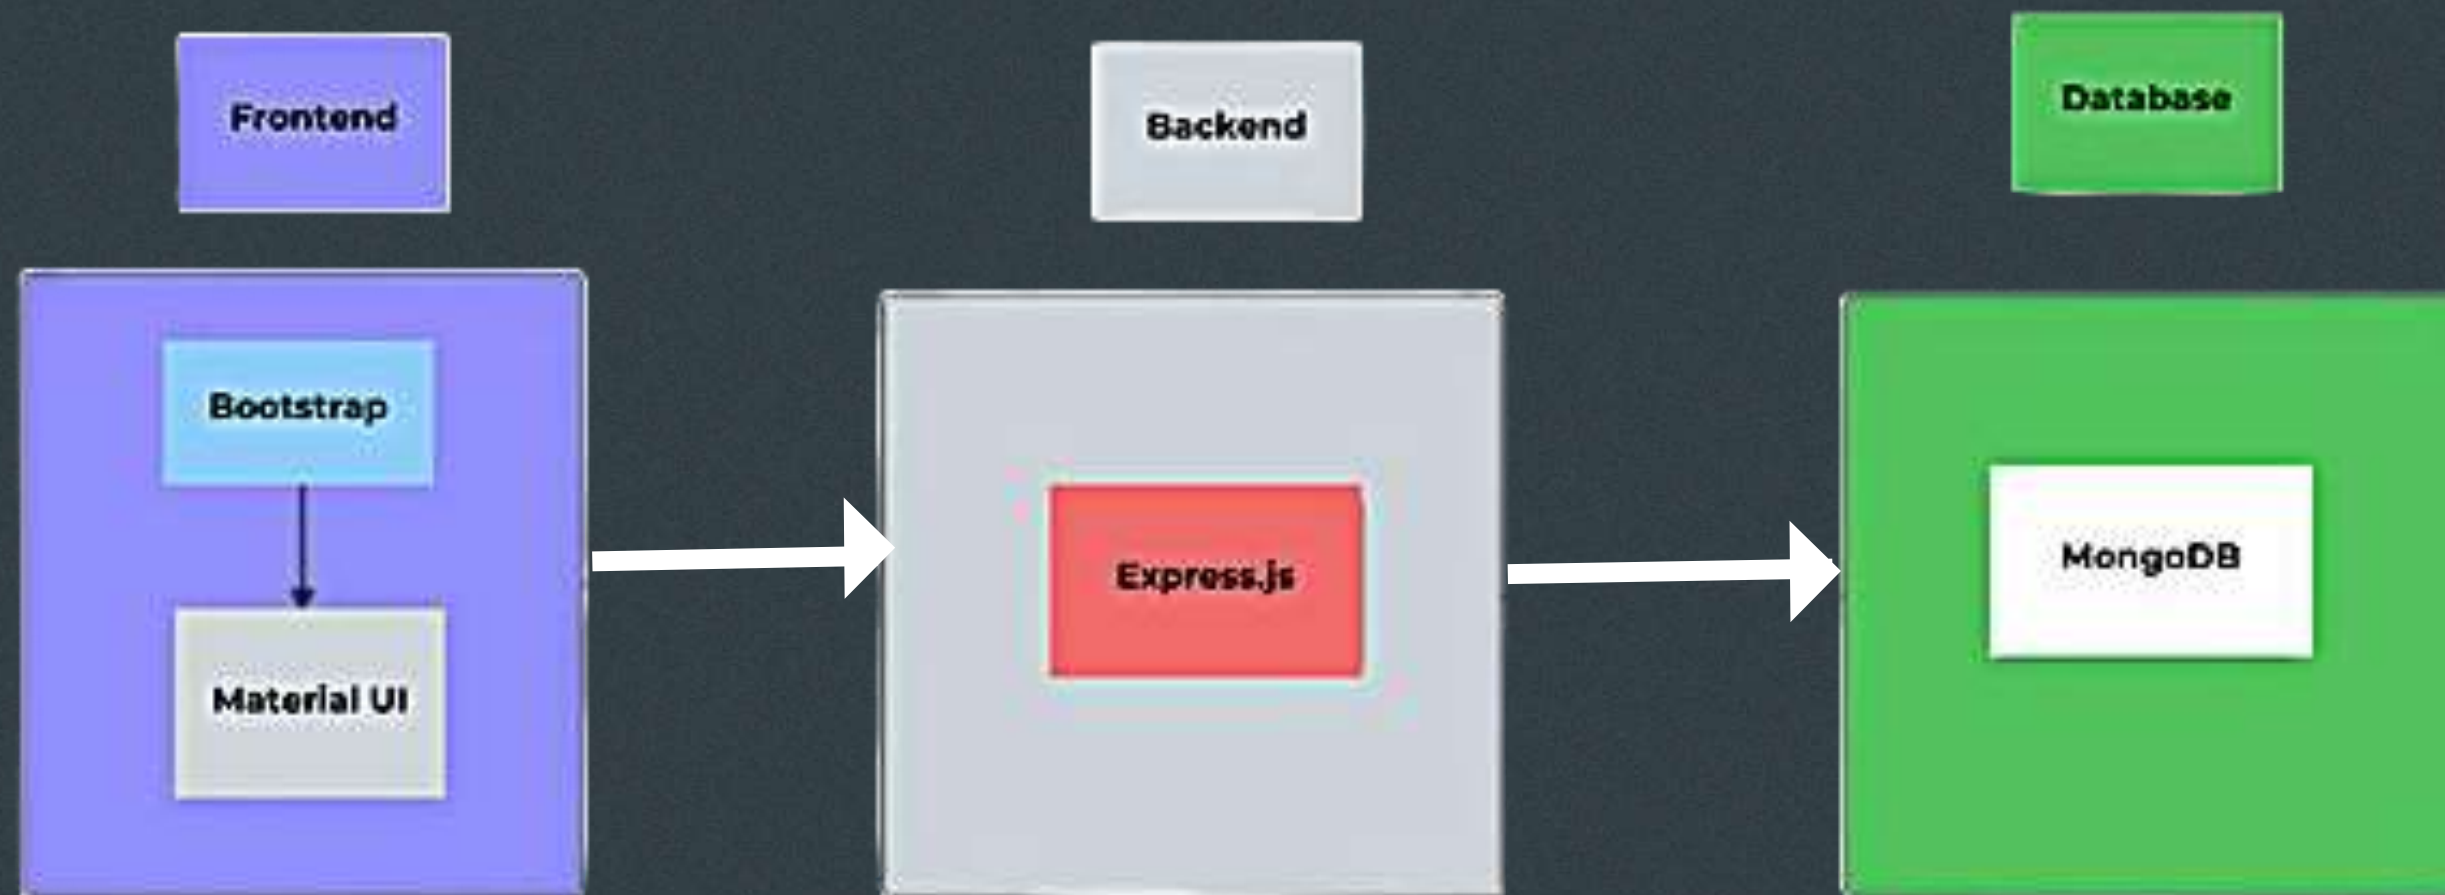 Frontend
Backend
Database
Bootstrap
Material UI
Express.js
MongoDB